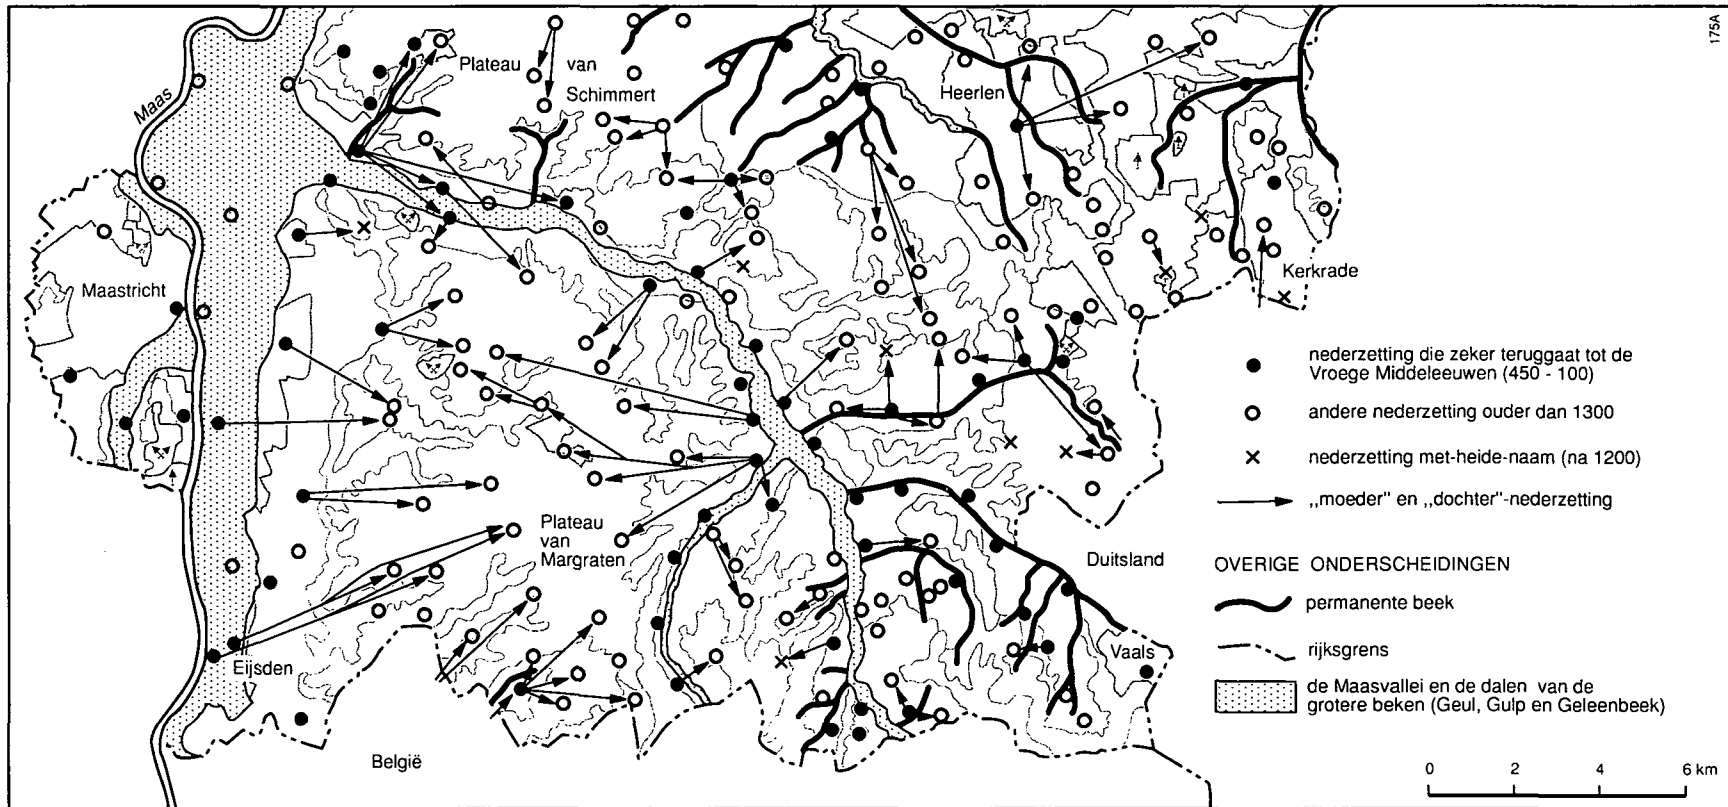 175A
Maas
Plateau van
Schimmert
Heerlen
Maastricht
Kerkrade
nederzetting die zeker teruggaat tot de
Vroege Middeleeuwen (450 - 100)
andere nederzetting ouder dan 1300
nederzetting met-heide-naam (na 1200)
„moeder" en „dochter"-nederzetting
Plateau
van
Margraten
Duitsland
OVERIGE ONDERSCHEIDINGEN
permanente beek
rijksgrens
Eijsden
Vaals
de Maasvallei en de dalen van de
grotere beken (Geul, Gulp en Geleenbeek)
België
0 2 4 6 km